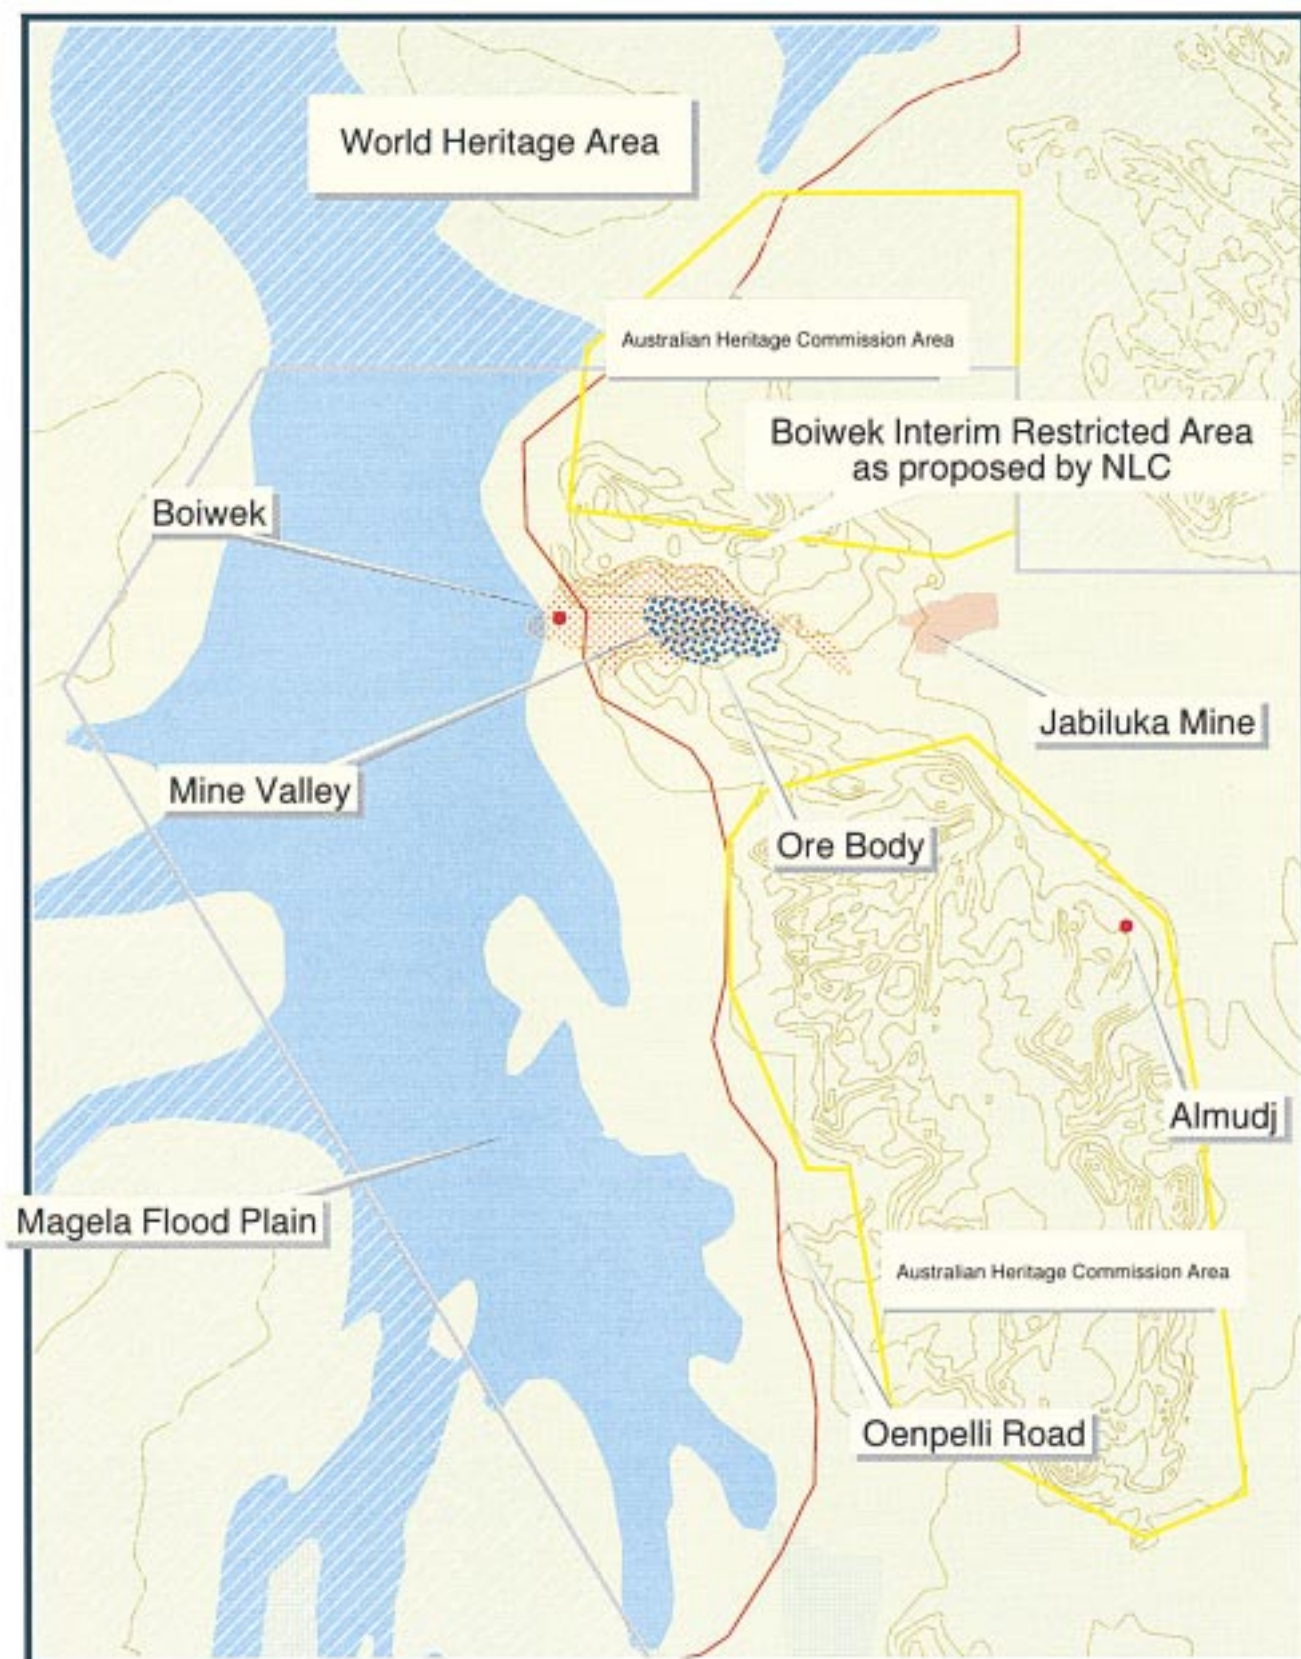 World Heritage Area
Australian Heritage Commission Area
Boiwek Interim Restricted Area
as proposed by NLC
Boiwek
Jabiluka Mine
Mine Valley
Ore Body
Almudj
Magela Flood Plain
Australian Heritage Commission Area
Oenpelli Road